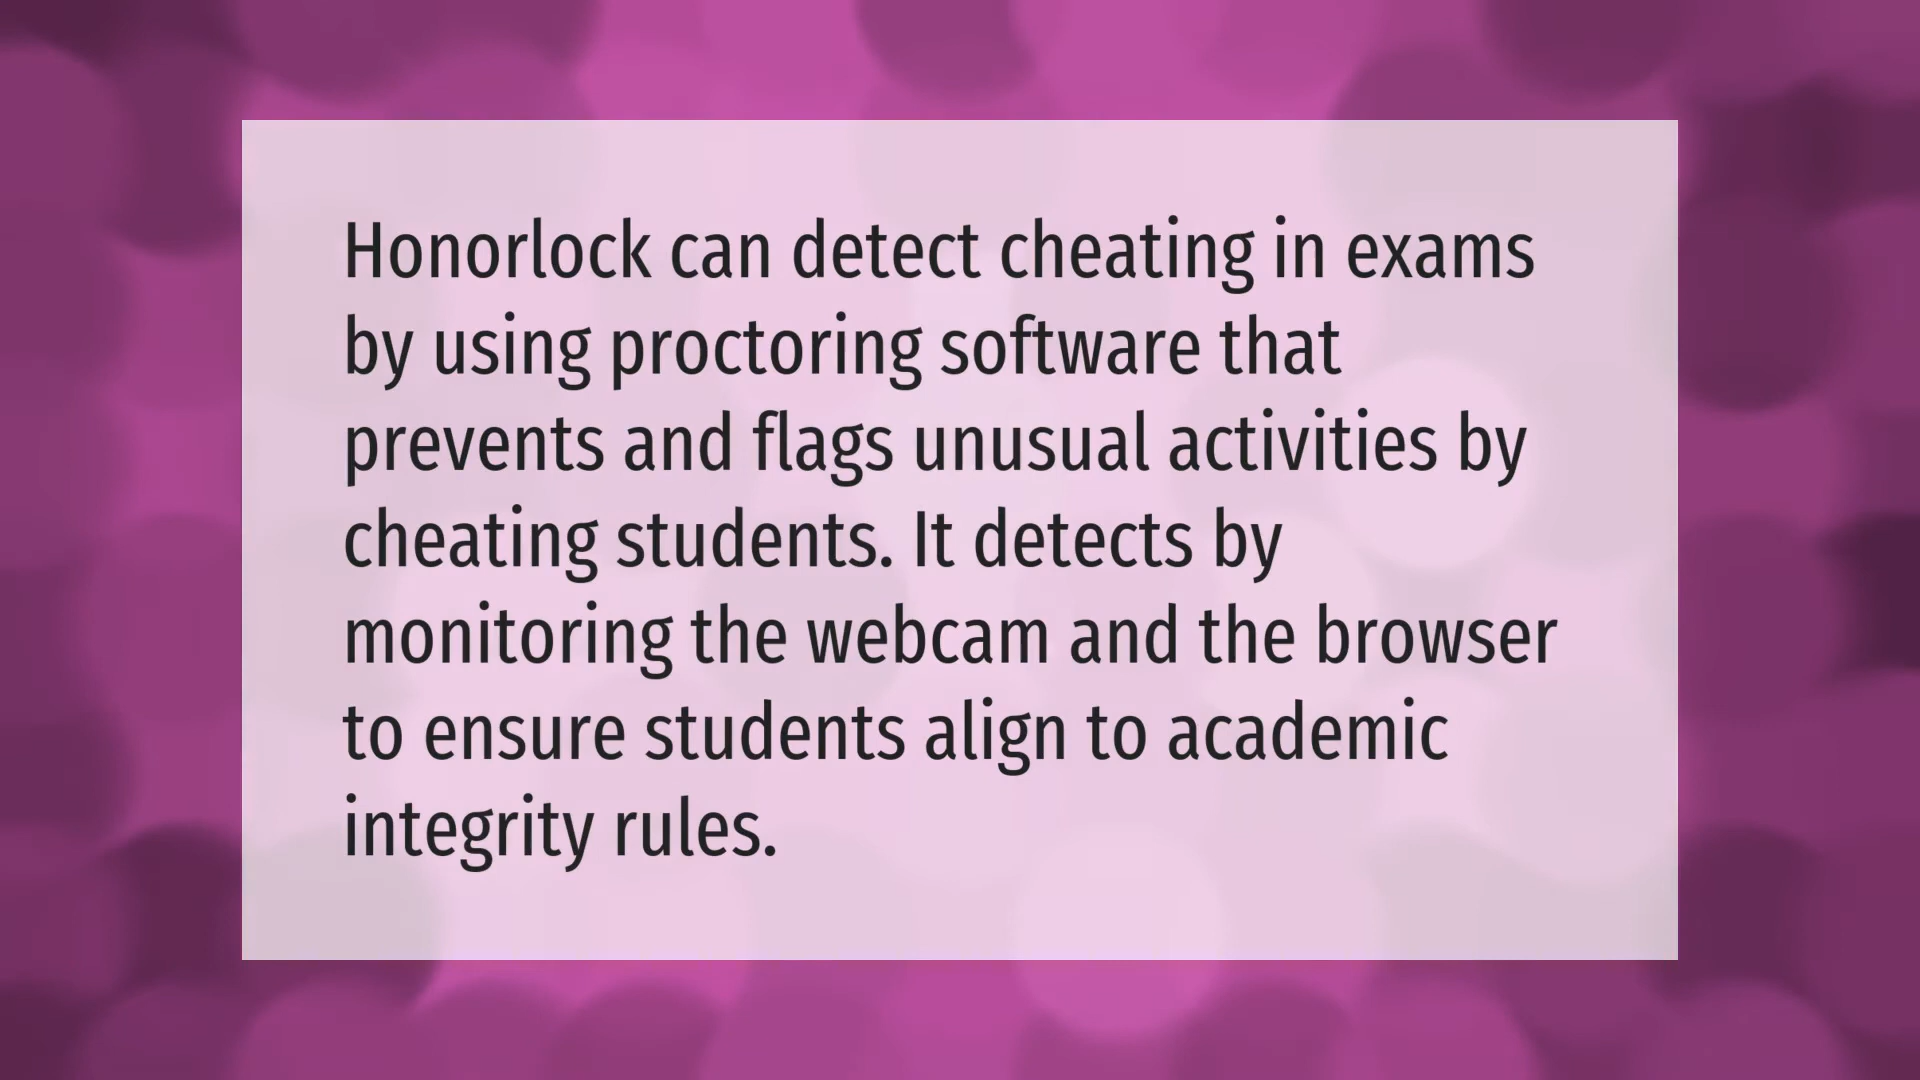 Honorlock can detect cheating in exams
by using proctoring software that
prevents and flags unusual activities by
cheating students. It detects by
monitoring the webcam and the browser
to ensure students align to academic
integrity rules.